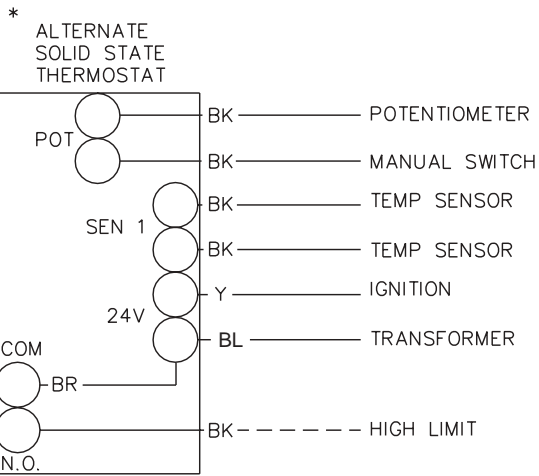 *
ALTERNATE
SOLID STATE
THERMOSTAT
BK POTENTIOMETER
POT
BK MANUAL SWITCH
BK TEMP SENSOR
SEN 1
BK TEMP SENSOR
Y IGNITION
24V
BL TRANSFORMER
COM
BR
BK HIGH LIMIT
N.O.